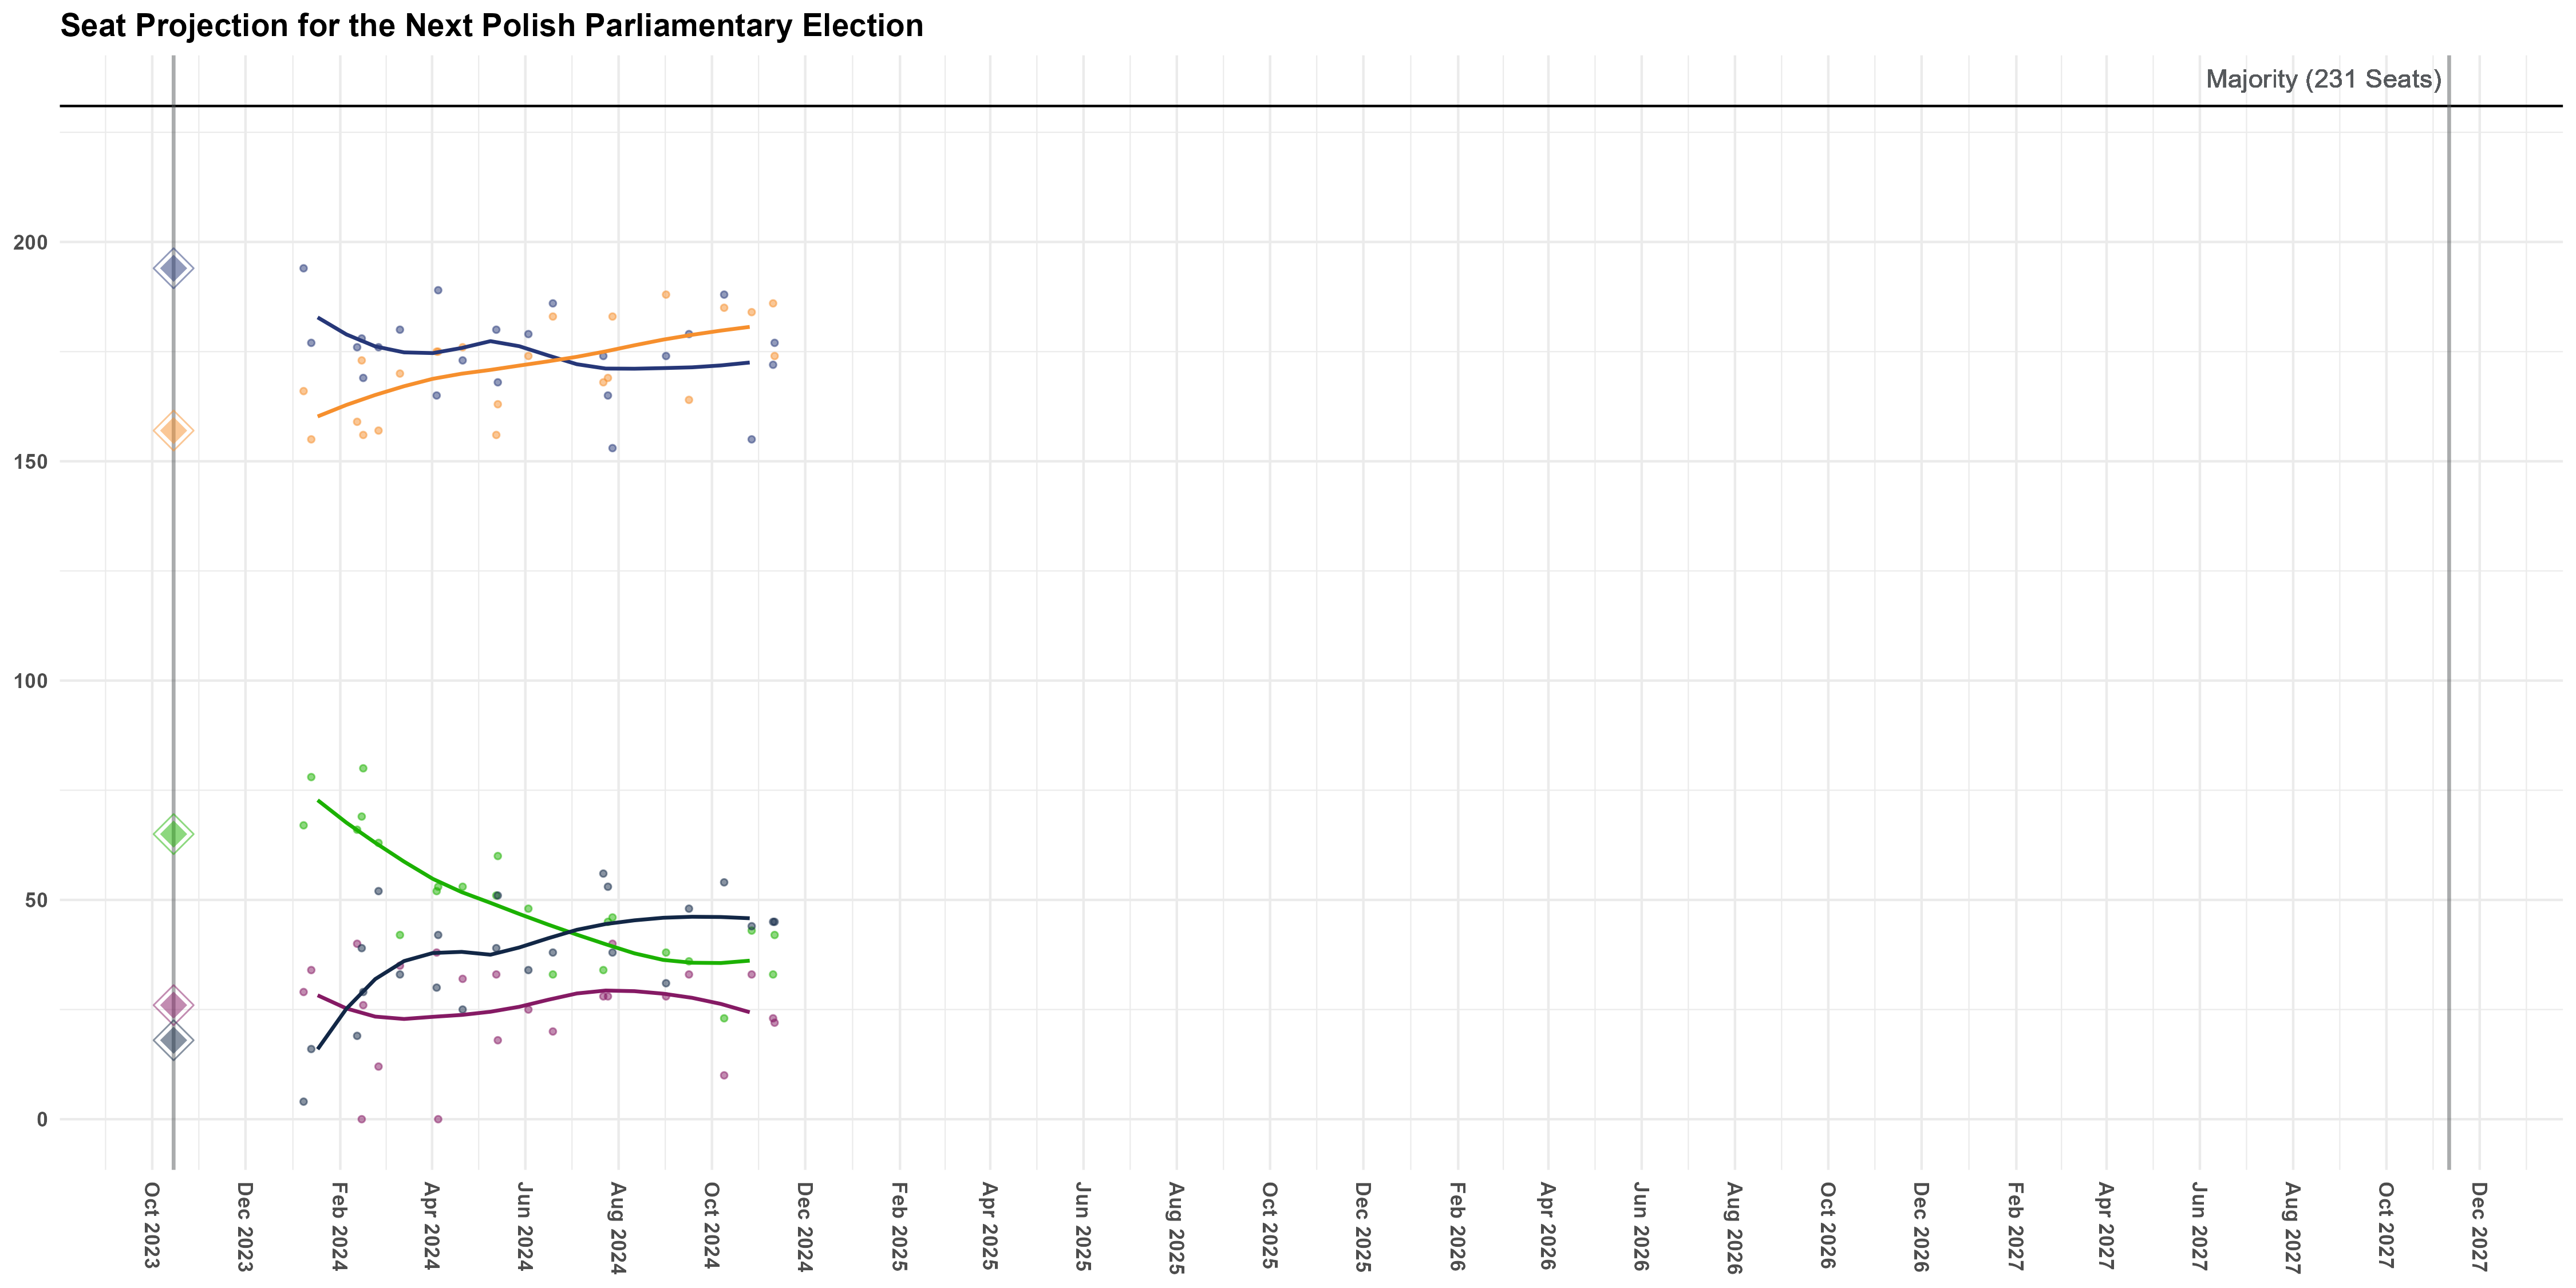 Seat Projection for the Next Polish Parliamentary Election
Majority (231 Seats)
200
150
100
50
0
Oct 2023
Dec 2023
Feb 2024
Apr 2024
Jun 2024
Aug 2024
Oct 2024
Dec 2024
Feb 2025
Apr 2025
Jun 2025
Aug 2025
Oct 2025
Dec 2025
Feb 2026
Apr 2026
Jun 2026
Aug 2026
Oct 2026
Dec 2026
Feb 2027
Apr 2027
Jun 2027
Aug 2027
Oct 2027
Dec 2027